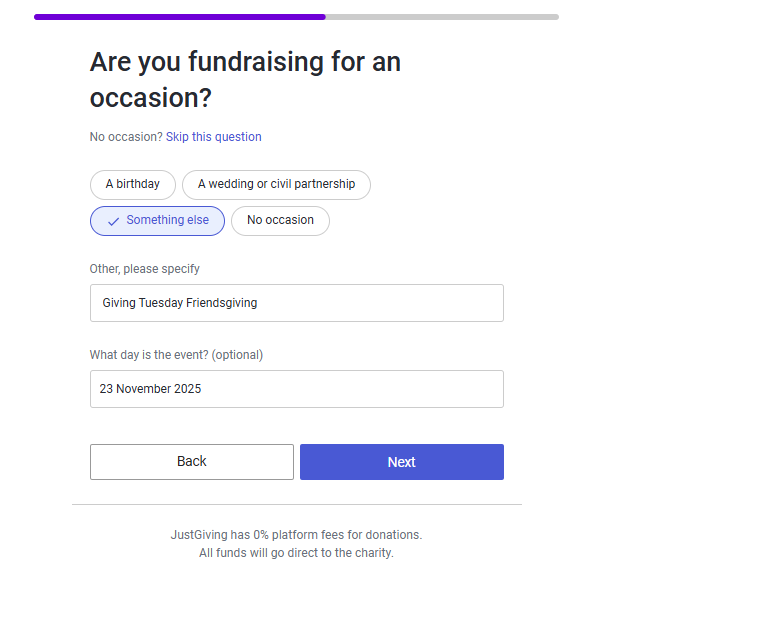 Are you fundraising for an
occasion?
No occasion? Skip this question
A birthday
A wedding or civil partnership
Something else
No occasion
Other, please specify
Giving Tuesday Friendsgiving
What day is the event? (optional)
23 November 2025
Back
Next
JustGiving has 0% platform fees for donations.
All funds will go direct to the charity.